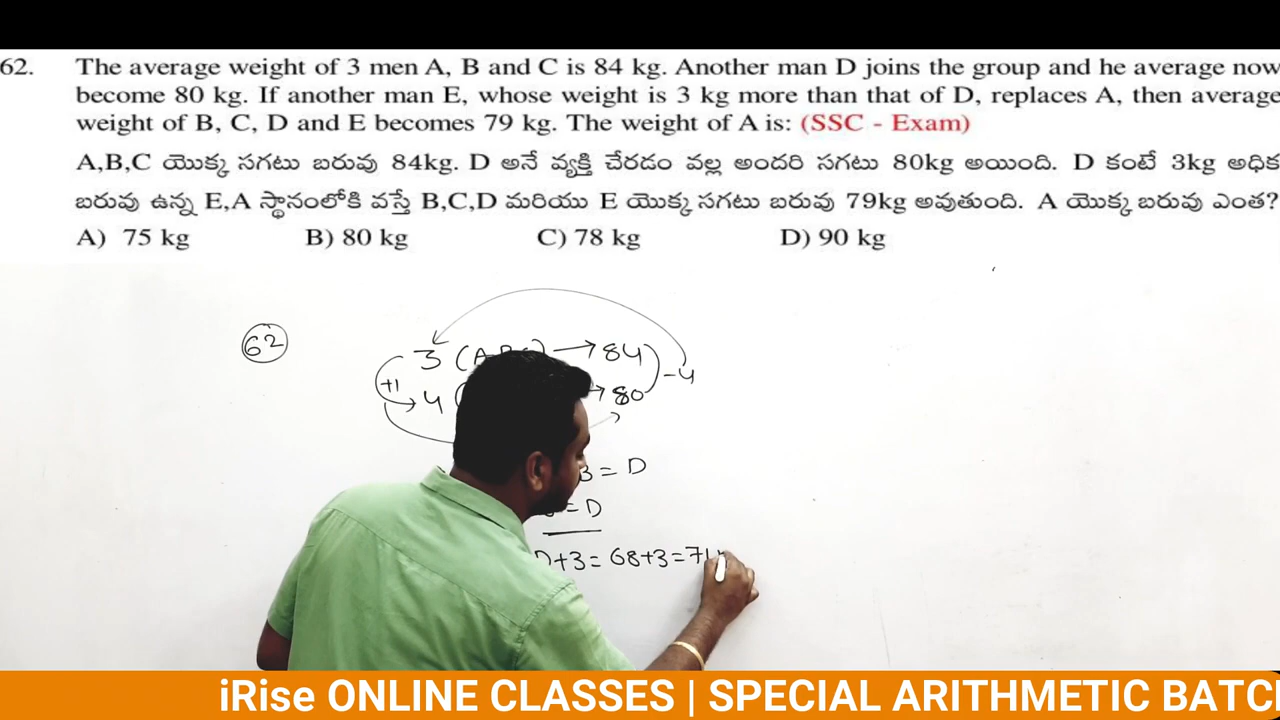 62. The average weight of 3 men A, B and C is 84 kg. Another man D joins the group and he average now
become 80 kg. If another man E, whose weight is 3 kg more than that of D, replaces A, then average
weight of B, C, D and E becomes 79 kg. The weight of A is: (SSC - Exam)
A,B,C యొక్క సగటు బరువు 84kg. D అనే వ్యక్తి చేరడం వల్ల అందరి సగటు 80kg అయింది. D కంటే 3kg అధిక
బరువు ఉన్న E,A స్థానంలోకి వస్తే B,C,D మరియు E యొక్క సగటు బరువు 79kg అవుతుంది. A యొక్క బరువు ఎంత?
A) 75 kg B) 80 kg C) 78 kg D) 90 kg
62
3 (A → 84
+1 -4
4 → 80
3 = D
= D
+3 = 68+3=71
iRise ONLINE CLASSES | SPECIAL ARITHMETIC BATC